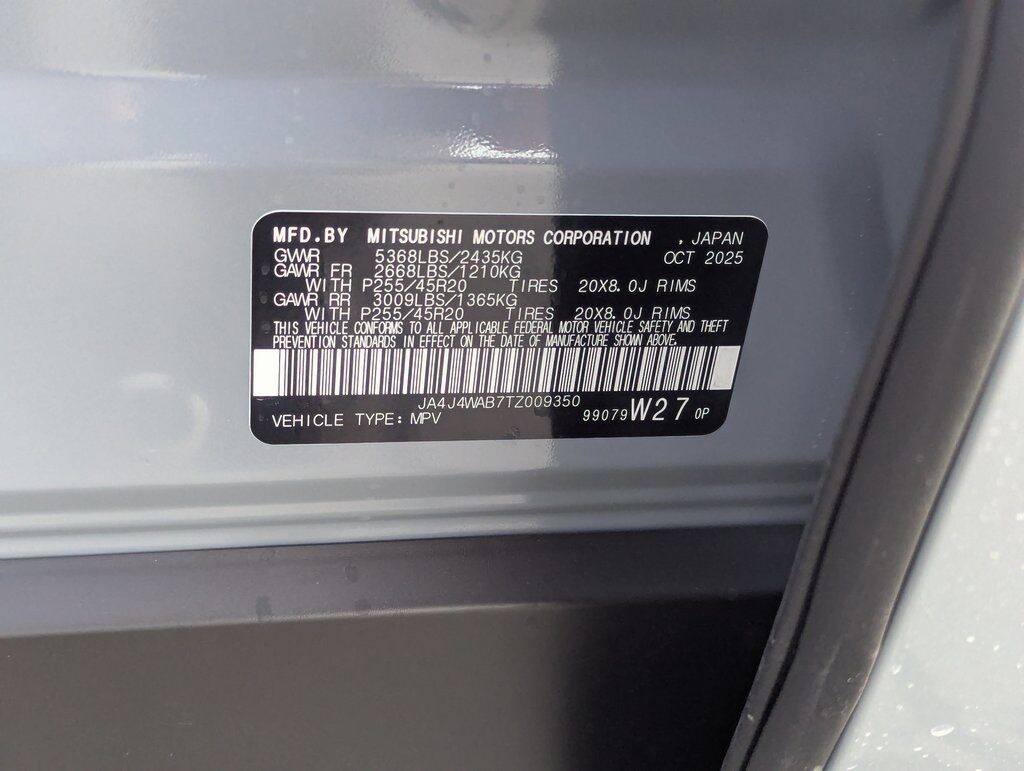 MFD.BY MITSUBISHI MOTORS CORPORATION , JAPAN
GVWR 5368LBS/2435KG OCT 2025
GAWR FR 2668LBS/1210KG
WITH P255/45R20 TIRES 20X8.0J RIMS
GAWR RR 3009LBS/1365KG
WITH P255/45R20 TIRES 20X8.0J RIMS
THIS VEHICLE CONFORMS TO ALL APPLICABLE FEDERAL MOTOR VEHICLE SAFETY AND THEFT
PREVENTION STANDARDS IN EFFECT ON THE DATE OF MANUFACTURE SHOWN ABOVE.
JA4J4WAB7TZ009350
VEHICLE TYPE: MPV 99079 W27 0P